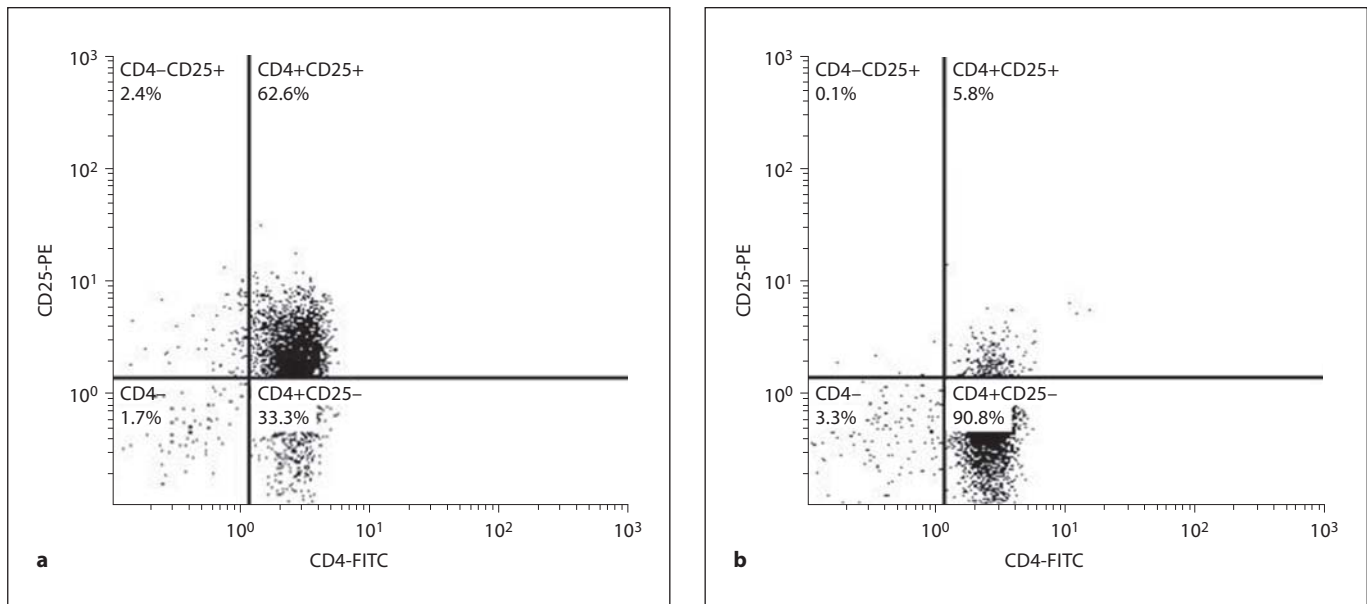 10³
10²
10¹
10⁰
CD25-PE
CD4–CD25+
2.4%
CD4+CD25+
62.6%
CD4–
1.7%
CD4+CD25–
33.3%
10⁰
10¹
10²
10³
CD4-FITC
a
10³
10²
10¹
10⁰
CD25-PE
CD4–CD25+
0.1%
CD4+CD25+
5.8%
CD4–
3.3%
CD4+CD25–
90.8%
10⁰
10¹
10²
10³
CD4-FITC
b